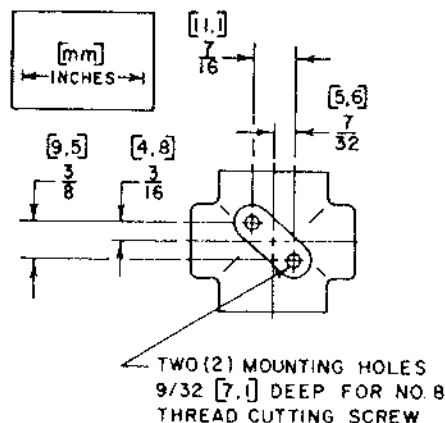 [11,1]
7
16
[mm]
INCHES
[5,6]
7
32
[9,5]
3
8
[4,8]
3
16
TWO (2) MOUNTING HOLES
9/32 [7,1] DEEP FOR NO. 8
THREAD CUTTING SCREW